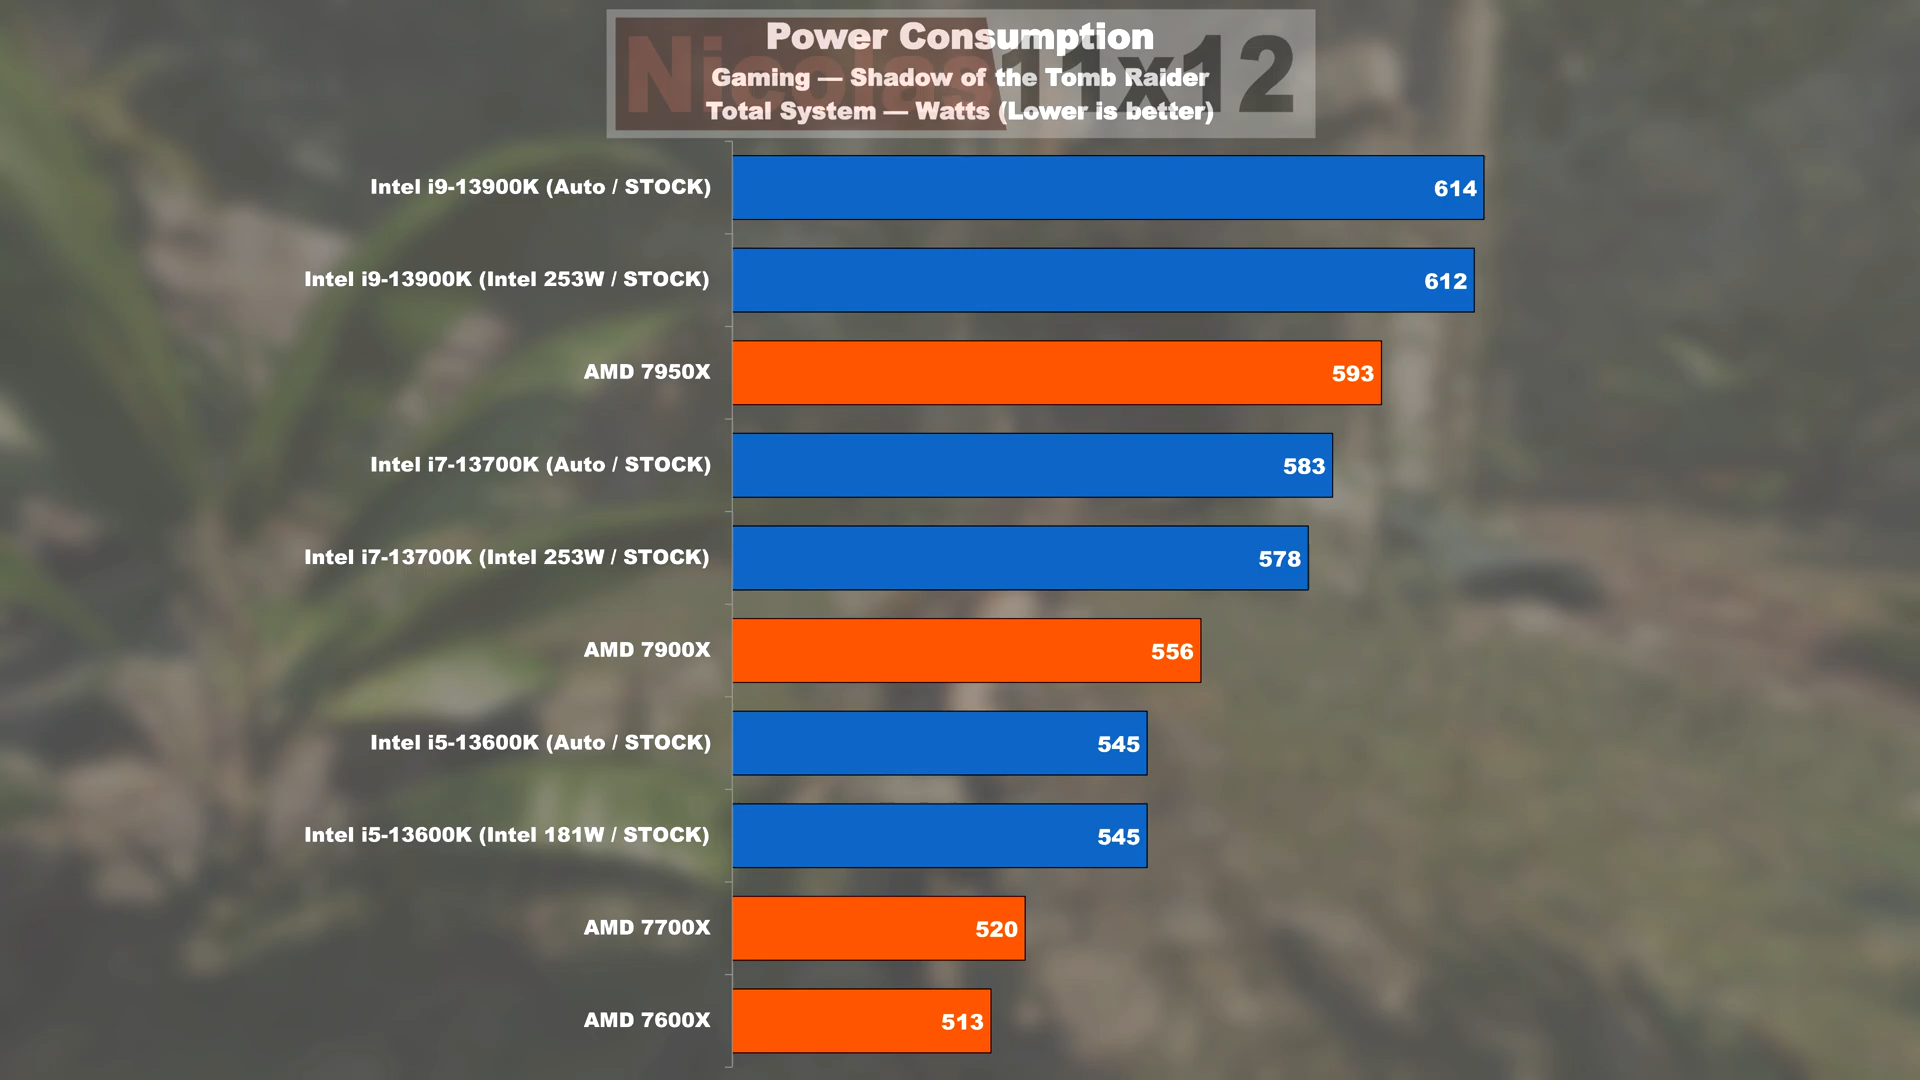 Nicolas11x12
Power Consumption
Gaming — Shadow of the Tomb Raider
Total System — Watts (Lower is better)
Intel i9-13900K (Auto / STOCK) 614
Intel i9-13900K (Intel 253W / STOCK) 612
AMD 7950X 593
Intel i7-13700K (Auto / STOCK) 583
Intel i7-13700K (Intel 253W / STOCK) 578
AMD 7900X 556
Intel i5-13600K (Auto / STOCK) 545
Intel i5-13600K (Intel 181W / STOCK) 545
AMD 7700X 520
AMD 7600X 513